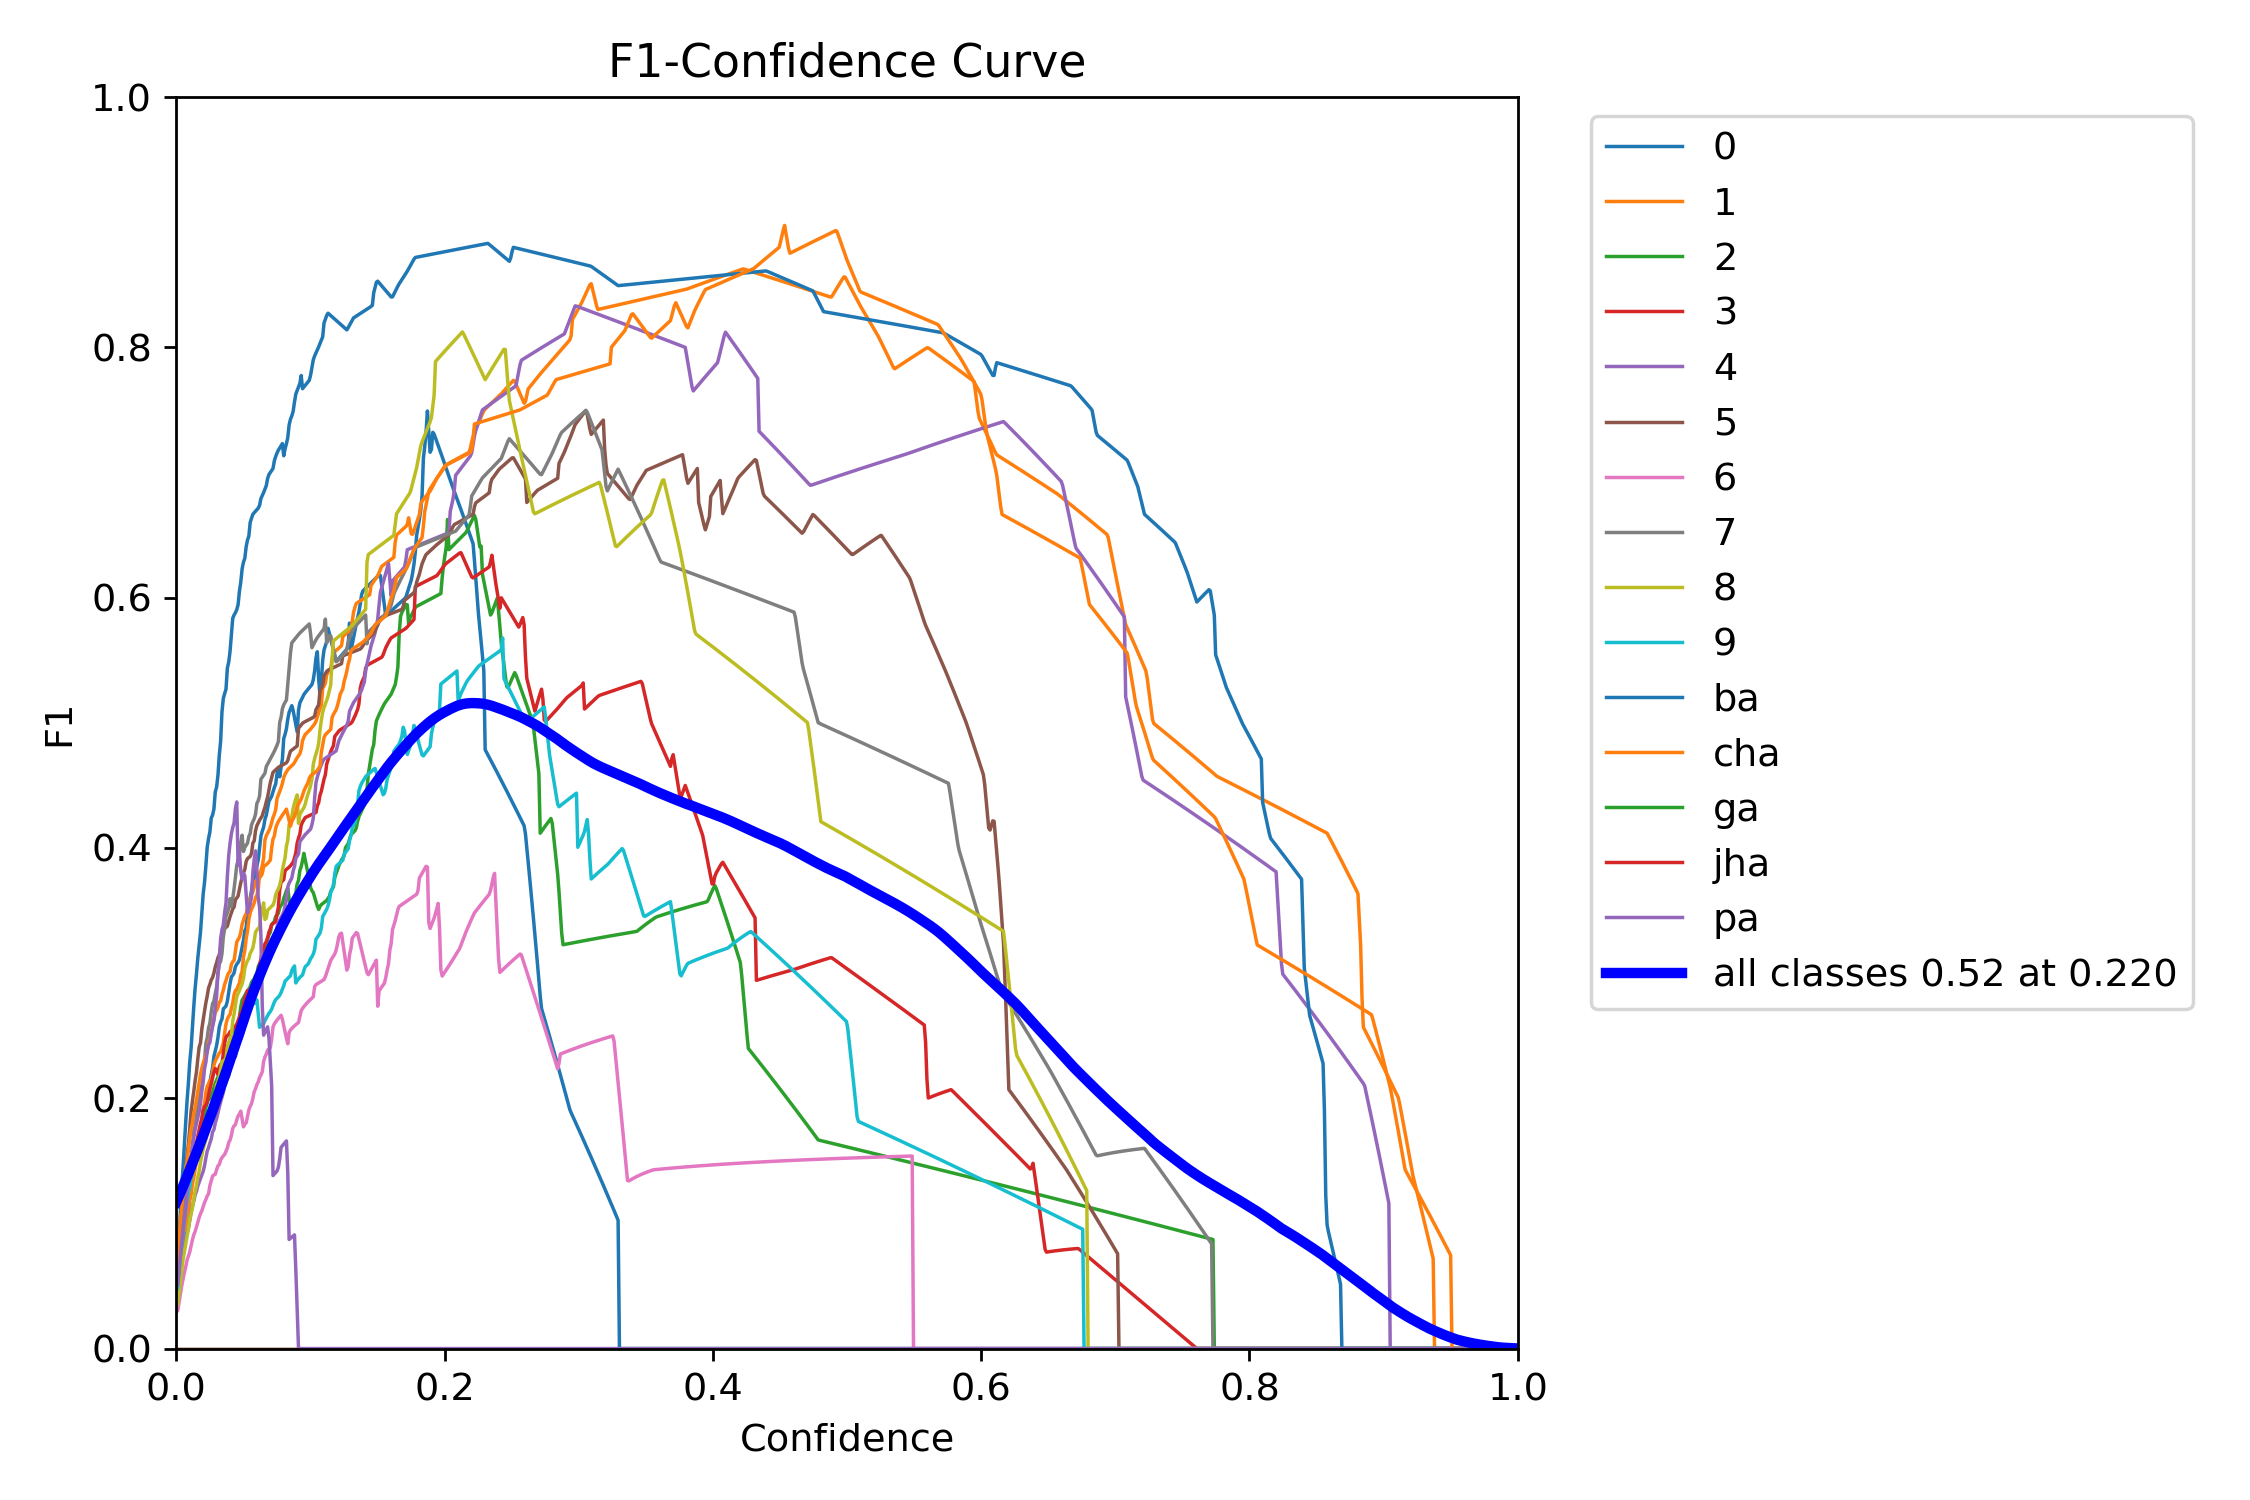 F1-Confidence Curve
1.0
0.8
0.6
0.4
0.2
0.0
F1
0.0 0.2 0.4 0.6 0.8 1.0
Confidence
0
1
2
3
4
5
6
7
8
9
ba
cha
ga
jha
pa
all classes 0.52 at 0.220